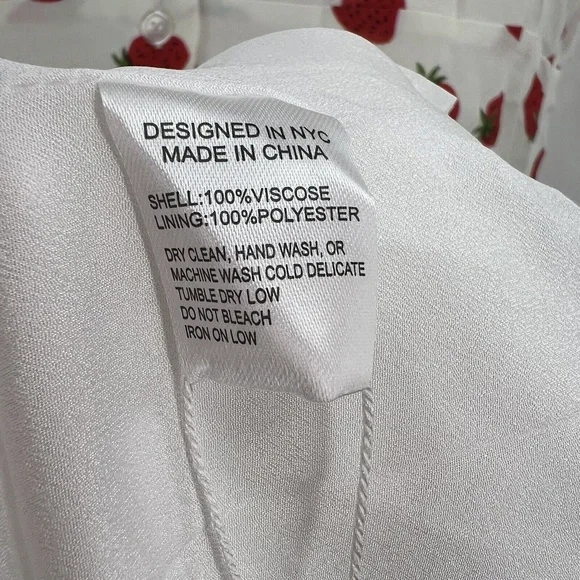 DESIGNED IN NYC
MADE IN CHINA
SHELL:100%VISCOSE
LINING:100%POLYESTER
DRY CLEAN, HAND WASH, OR
MACHINE WASH COLD DELICATE
TUMBLE DRY LOW
DO NOT BLEACH
IRON ON LOW